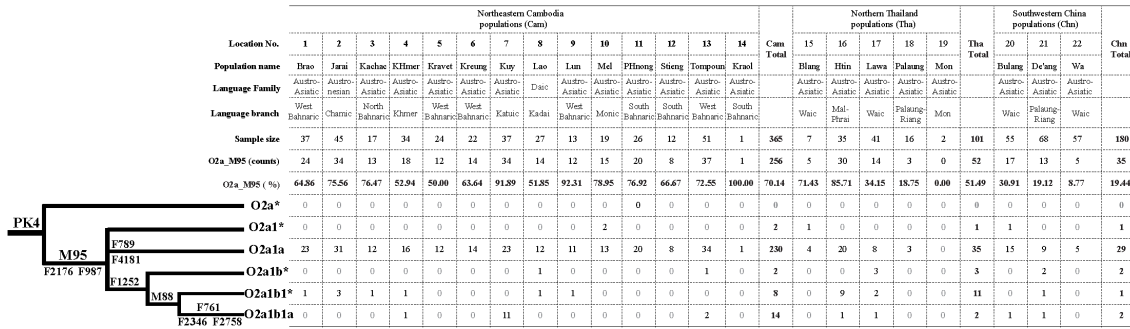 Northeastern Cambodia populations (Cam) Cam Total Northern Thailand populations (Tha) Tha Total Southwestern China populations (Chn) Chn Total
Location No. 1 2 3 4 5 6 7 8 9 10 11 12 13 14 15 16 17 18 19 20 21 22
Population name Brao Jarai Kachac KHmer Kravet Kreung Kuy Lao Lun Mel PHnong Stieng Tompoun Kraol Blang Htin Lawa Palaung Mon Bulang De'ang Wa
Language Family Austro-Asiatic Austro-nesian Austro-Asiatic Austro-Asiatic Austro-Asiatic Austro-Asiatic Austro-Asiatic Daic Austro-Asiatic Austro-Asiatic Austro-Asiatic Austro-Asiatic Austro-Asiatic Austro-Asiatic Austro-Asiatic Austro-Asiatic Austro-Asiatic Austro-Asiatic Austro-Asiatic Austro-Asiatic Austro-Asiatic Austro-Asiatic
Language branch West Bahnaric Chamic North Bahnaric Khmer West Bahnaric West Bahnaric Katuic Kadai West Bahnaric Monic South Bahnaric South Bahnaric West Bahnaric South Bahnaric Waic Mal-Phrai Waic Palaung-Riang Mon Waic Palaung-Riang Waic
Sample size 37 45 17 34 24 22 37 27 13 19 26 12 51 1 365 7 35 41 16 2 101 55 68 57 180
O2a_M95 (counts) 24 34 13 18 12 14 34 14 12 15 20 8 37 1 256 5 30 14 3 0 52 17 13 5 35
O2a_M95 ( %) 64.86 75.56 76.47 52.94 50.00 63.64 91.89 51.85 92.31 78.95 76.92 66.67 72.55 100.00 70.14 71.43 85.71 34.15 18.75 0.00 51.49 30.91 19.12 8.77 19.44
O2a* 0 0 0 0 0 0 0 0 0 0 0 0 0 0 0 0 0 0 0 0 0 0 0 0 0
PK4
O2a1* 0 0 0 0 0 0 0 0 0 2 0 0 0 0 2 1 0 0 0 0 1 1 0 0 1
F789
M95 O2a1a 23 31 12 16 12 14 23 12 11 13 20 8 34 1 230 4 20 8 3 0 35 15 9 5 29
F4181
F2176 F987 O2a1b* 0 0 0 0 0 0 0 1 0 0 0 0 1 0 2 0 0 3 0 0 3 0 2 0 2
F1252
M88 O2a1b1* 1 3 1 1 0 0 0 1 1 0 0 0 0 0 8 0 9 2 0 0 11 0 1 0 1
F761
O2a1b1a 0 0 0 1 0 0 11 0 0 0 0 0 2 0 14 0 1 1 0 0 2 1 1 0 2
F2346 F2758